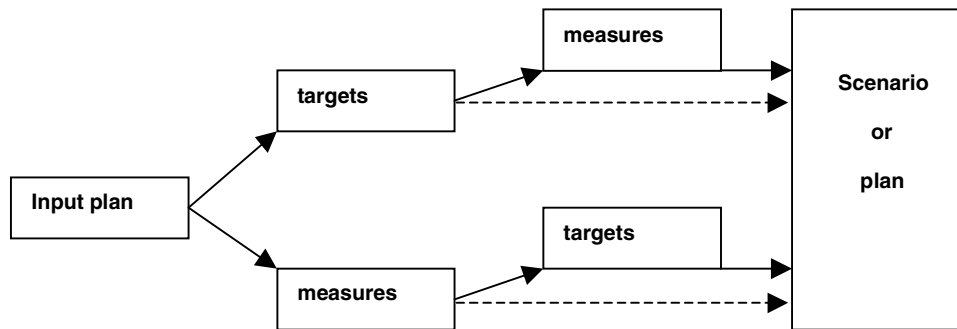 measures
targets
Scenario
or
plan
Input plan
targets
measures